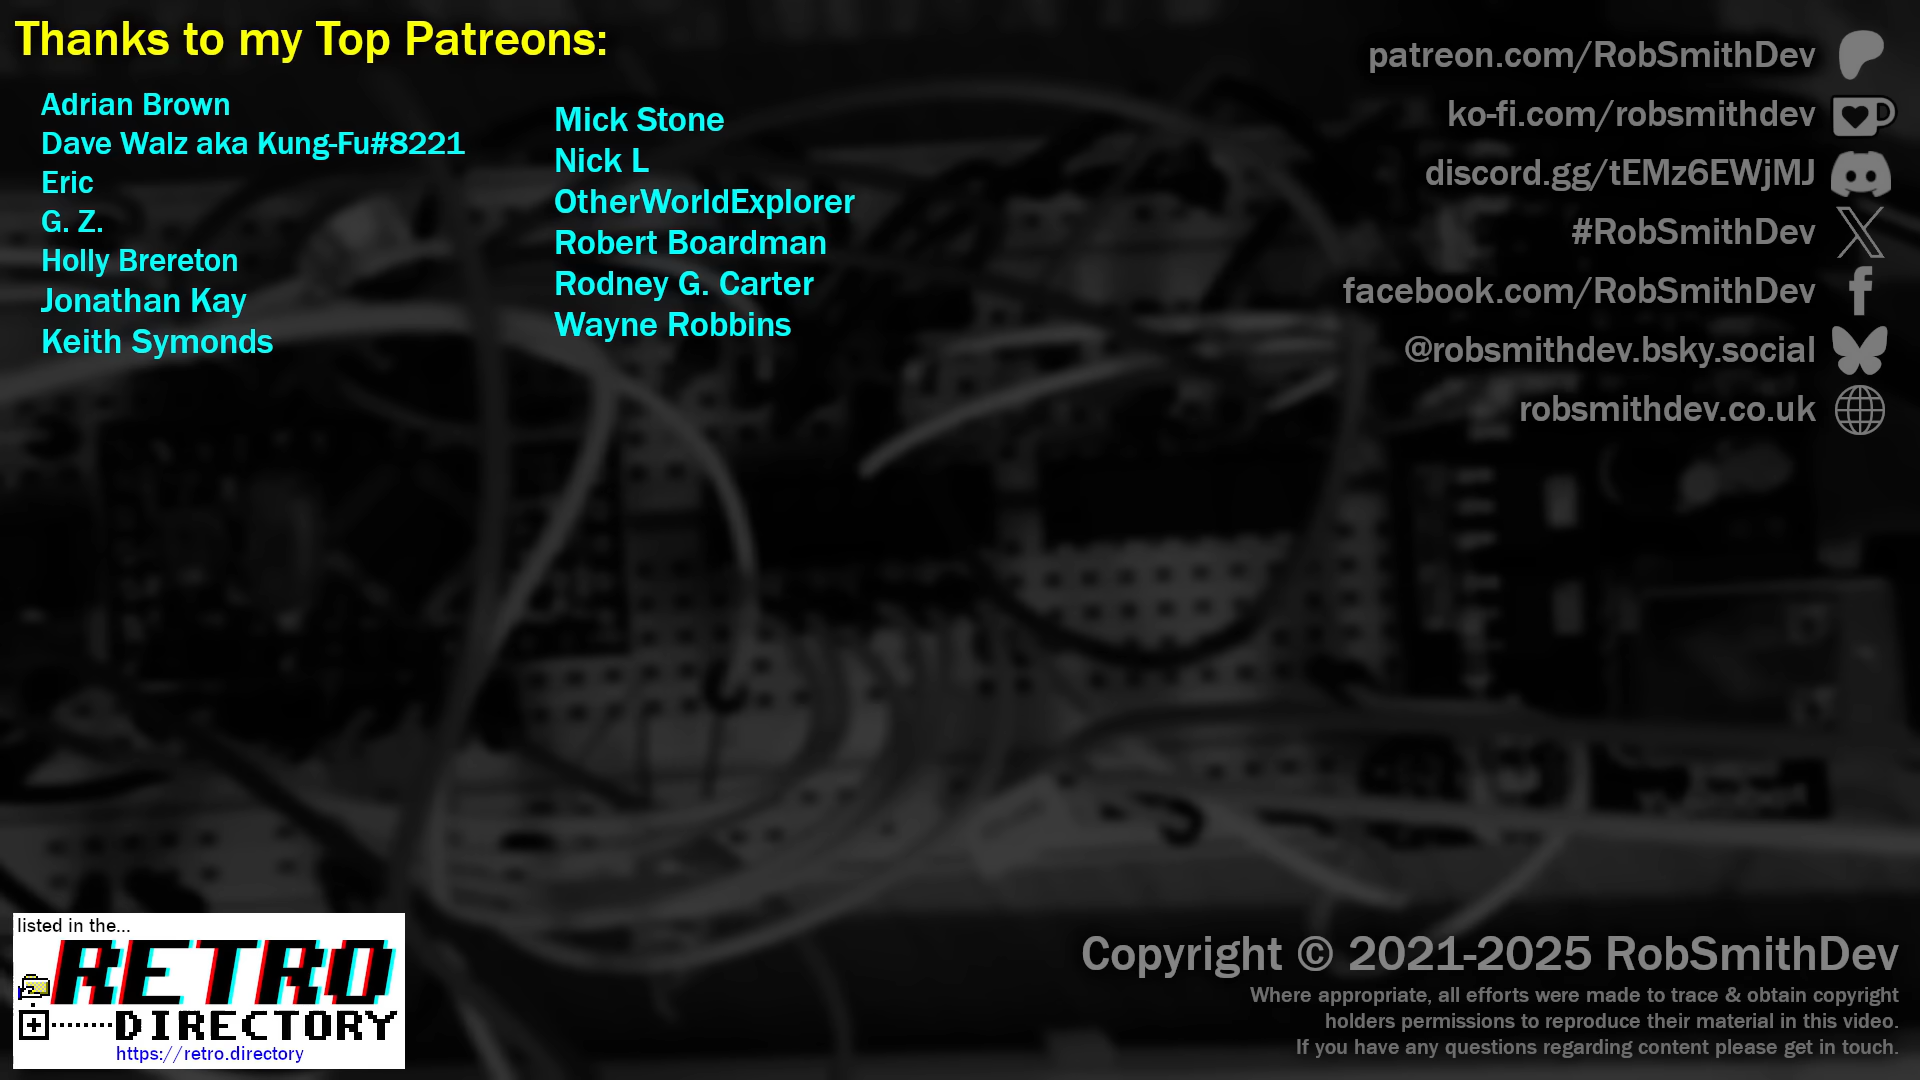 Thanks to my Top Patreons:
Adrian Brown
Dave Walz aka Kung-Fu#8221
Eric
G. Z.
Holly Brereton
Jonathan Kay
Keith Symonds
Mick Stone
Nick L
OtherWorldExplorer
Robert Boardman
Rodney G. Carter
Wayne Robbins
patreon.com/RobSmithDev
ko-fi.com/robsmithdev
discord.gg/tEMz6EWjMJ
#RobSmithDev
facebook.com/RobSmithDev
@robsmithdev.bsky.social
robsmithdev.co.uk
listed in the...
RETRO
DIRECTORY
https://retro.directory
Copyright © 2021-2025 RobSmithDev
Where appropriate, all efforts were made to trace & obtain copyright
holders permissions to reproduce their material in this video.
If you have any questions regarding content please get in touch.